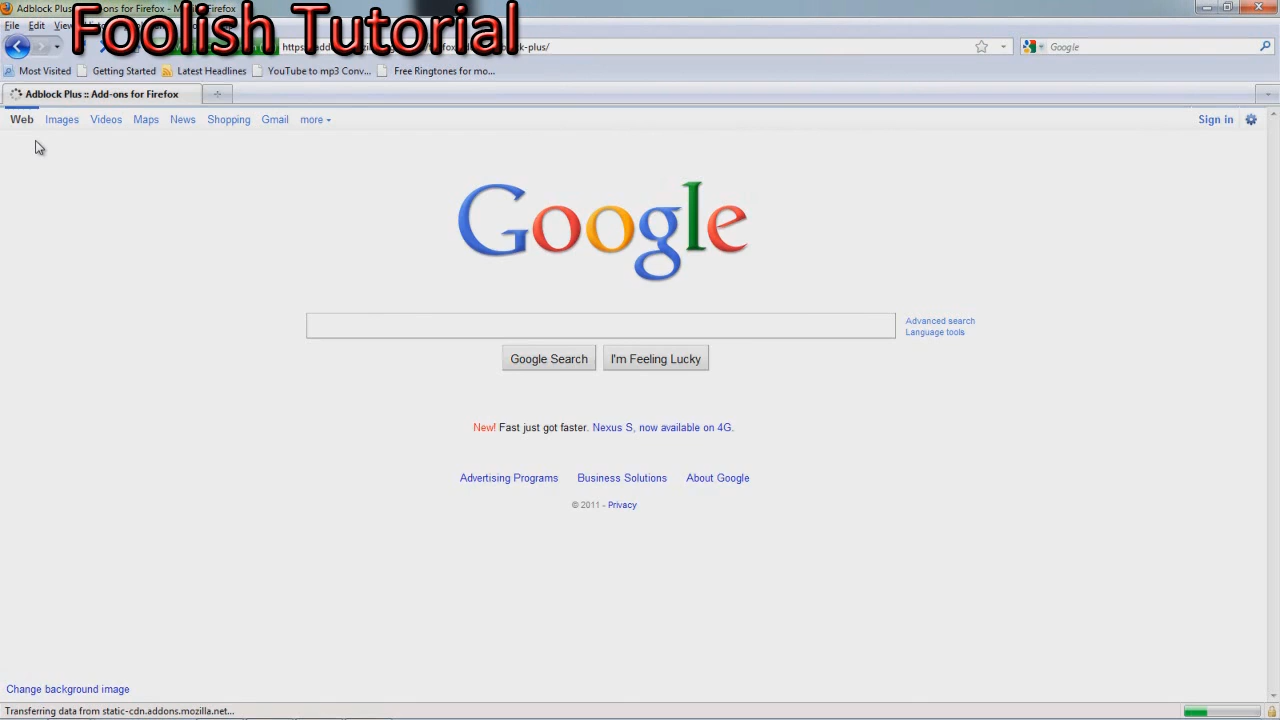 Adblock Plus
ons for Firefox - M
Firefox
Foolish Tutorial
File Edit View
https://add
k-plus/
Google
Most Visited Getting Started Latest Headlines YouTube to mp3 Conv... Free Ringtones for mo...
Adblock Plus :: Add-ons for Firefox
Web Images Videos Maps News Shopping Gmail more
Sign in
Google
Advanced search
Language tools
Google Search I'm Feeling Lucky
New! Fast just got faster. Nexus S, now available on 4G.
Advertising Programs Business Solutions About Google
© 2011 - Privacy
Change background image
Transferring data from static-cdn.addons.mozilla.net...